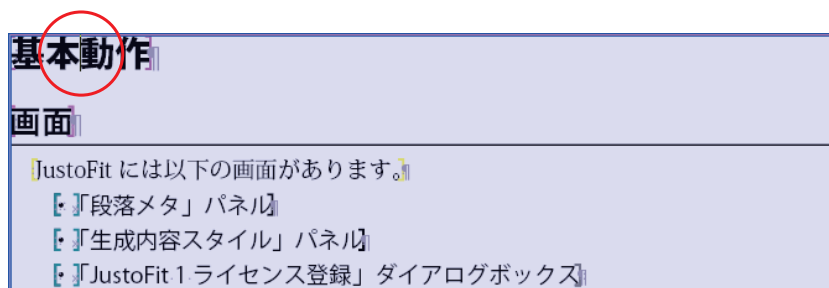 基本動作
画面
JustoFit には以下の画面があります。
・「段落メタ」パネル
・「生成内容スタイル」パネル
・「JustoFit 1 ライセンス登録」ダイアログボックス